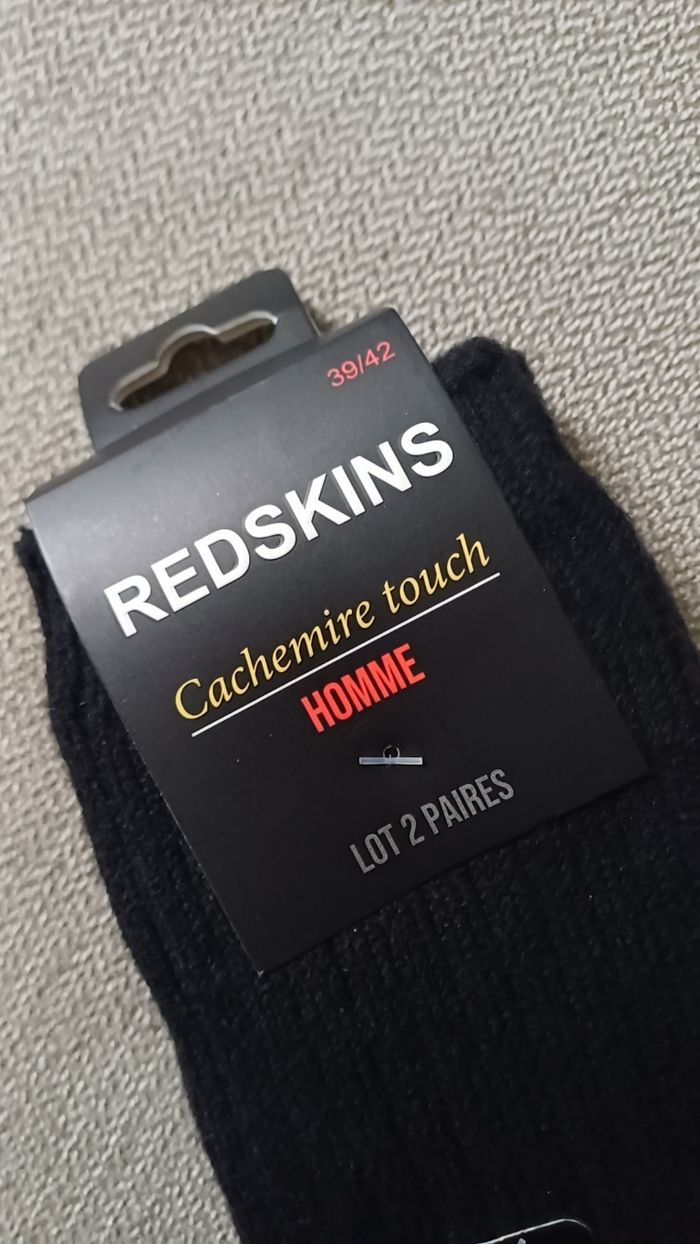 39/42
REDSKINS
Cachemire touch
HOMME
LOT 2 PAIRES